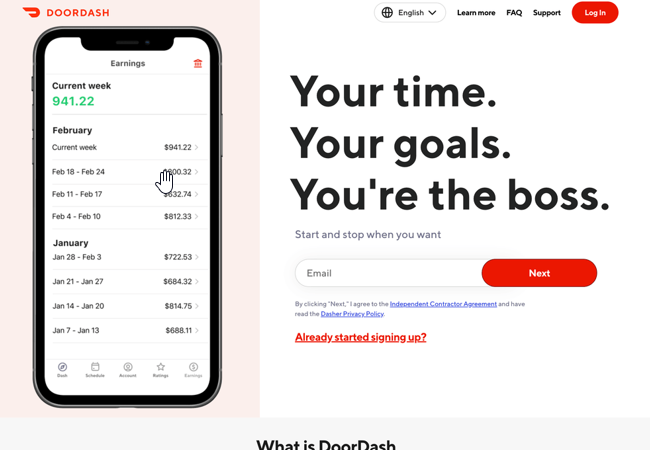 DOORDASH
English
Learn more
FAQ
Support
Log In
Earnings
Current week
941.22
February
Current week $941.22
Feb 18 - Feb 24
Feb 11 - Feb 17 $632.74
Feb 4 - Feb 10 $812.33
January
Jan 28 - Feb 3 $722.53
Jan 21 - Jan 27 $684.32
Jan 14 - Jan 20 $814.75
Jan 7 - Jan 13 $688.11
Dash Schedule Account Ratings Earnings
Your time.
Your goals.
You're the boss.
Start and stop when you want
Email
Next
By clicking "Next," I agree to the Independent Contractor Agreement and have
read the Dasher Privacy Policy.
Already started signing up?
What is DoorDash